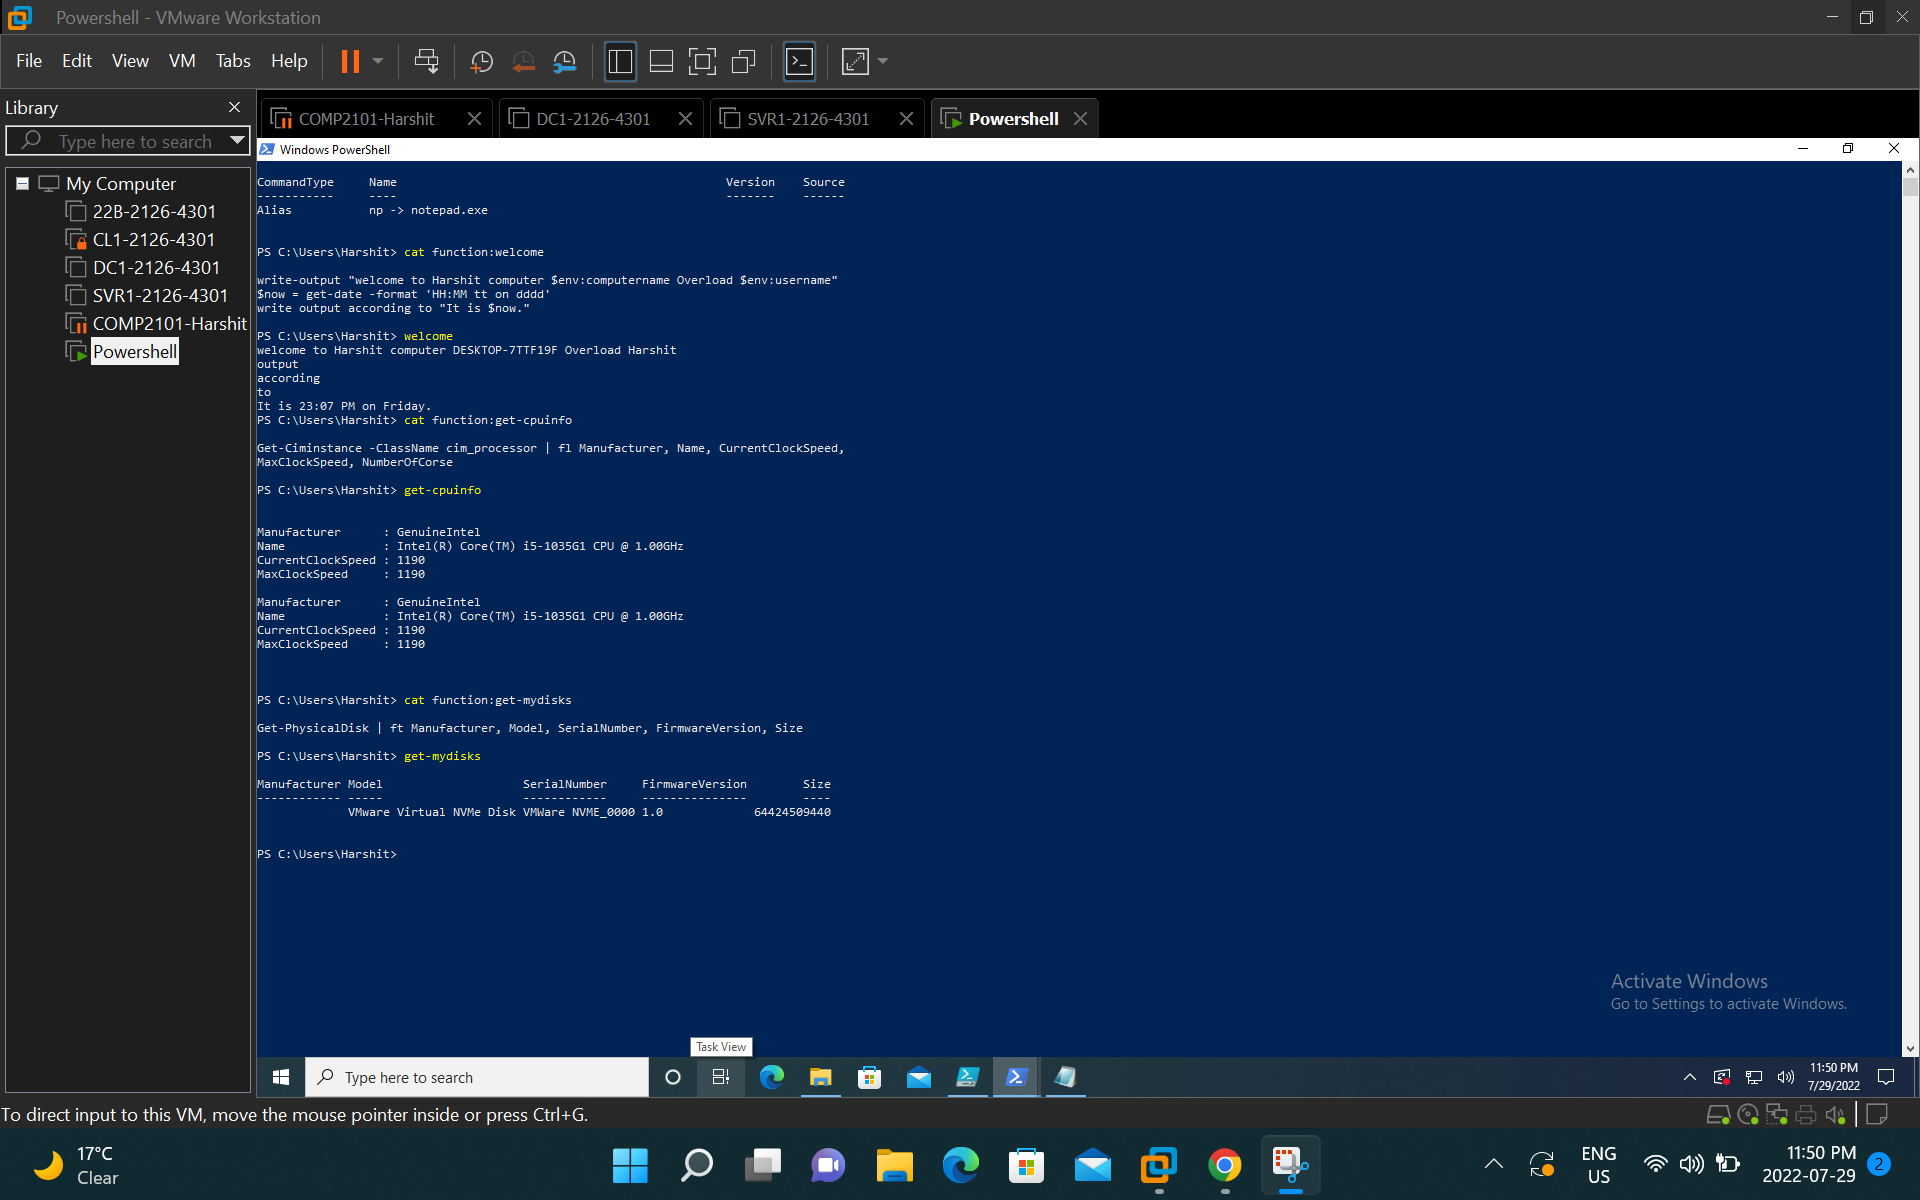 Powershell - VMware Workstation
File Edit View VM Tabs Help
Library
Type here to search
My Computer
22B-2126-4301
CL1-2126-4301
DC1-2126-4301
SVR1-2126-4301
COMP2101-Harshit
Powershell
COMP2101-Harshit DC1-2126-4301 SVR1-2126-4301 Powershell
Windows PowerShell
CommandType Name Version Source
----------- ---- ------- ------
Alias np -> notepad.exe
PS C:\Users\Harshit> cat function:welcome
write-output "welcome to Harshit computer $env:computername Overload $env:username"
$now = get-date -format 'HH:MM tt on dddd'
write output according to "It is $now."
PS C:\Users\Harshit> welcome
welcome to Harshit computer DESKTOP-7TTF19F Overload Harshit
output
according
to
It is 23:07 PM on Friday.
PS C:\Users\Harshit> cat function:get-cpuinfo
Get-Ciminstance -ClassName cim_processor | fl Manufacturer, Name, CurrentClockSpeed,
MaxClockSpeed, NumberOfCorse
PS C:\Users\Harshit> get-cpuinfo
Manufacturer : GenuineIntel
Name : Intel(R) Core(TM) i5-1035G1 CPU @ 1.00GHz
CurrentClockSpeed : 1190
MaxClockSpeed : 1190
Manufacturer : GenuineIntel
Name : Intel(R) Core(TM) i5-1035G1 CPU @ 1.00GHz
CurrentClockSpeed : 1190
MaxClockSpeed : 1190
PS C:\Users\Harshit> cat function:get-mydisks
Get-PhysicalDisk | ft Manufacturer, Model, SerialNumber, FirmwareVersion, Size
PS C:\Users\Harshit> get-mydisks
Manufacturer Model SerialNumber FirmwareVersion Size
------------ ----- ------------ --------------- ----
VMware Virtual NVMe Disk VMWare NVME_0000 1.0 64424509440
PS C:\Users\Harshit>
Activate Windows
Go to Settings to activate Windows.
Task View
Type here to search
11:50 PM
7/29/2022
To direct input to this VM, move the mouse pointer inside or press Ctrl+G.
17°C
Clear
ENG
US
11:50 PM
2022-07-29
2